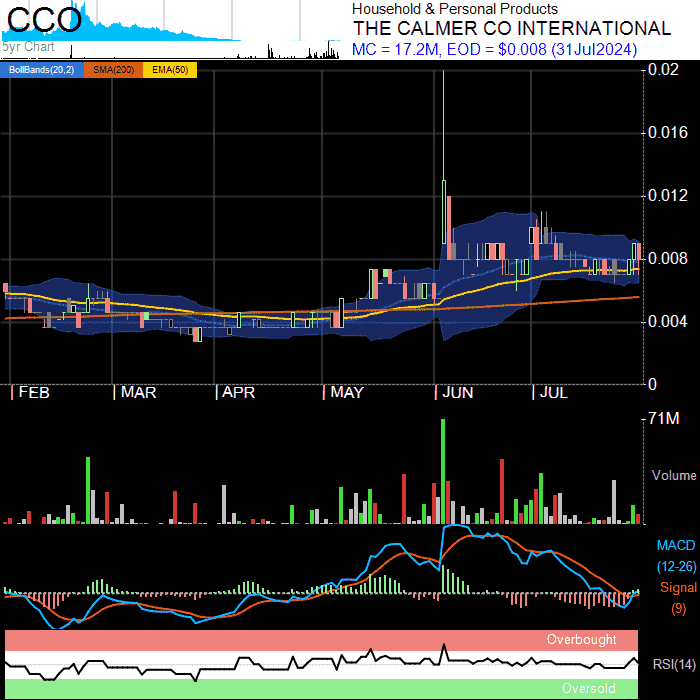 CCO
Household & Personal Products
THE CALMER CO INTERNATIONAL
5yr Chart
MC = 17.2M, EOD = $0.008 (31Jul2024)
BollBands(20,2) SMA(200) EMA(50)
0.02
0.016
0.012
0.008
0.004
0
FEB MAR APR MAY JUN JUL
71M
Volume
MACD
(12-26)
Signal
(9)
Overbought
RSI(14)
Oversold